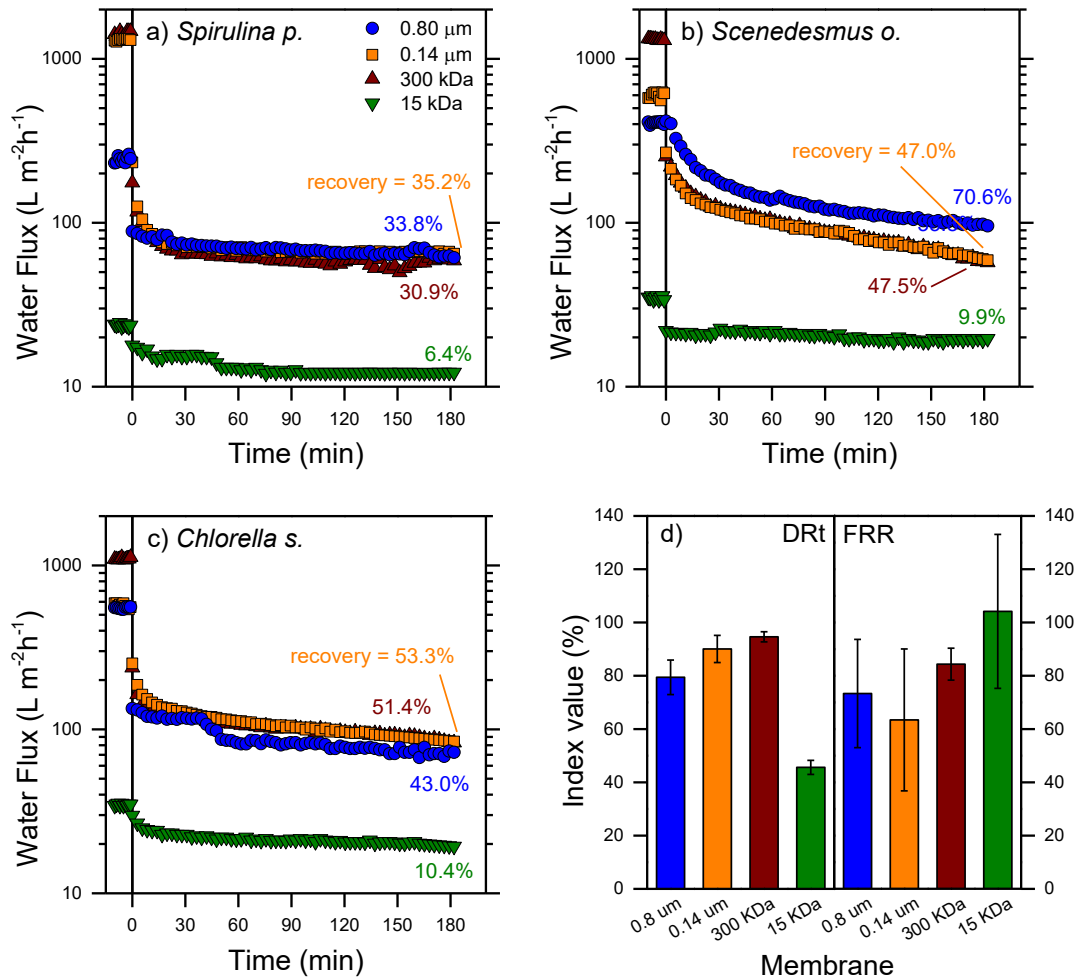 a) Spirulina p.
0.80 μm
0.14 μm
300 kDa
15 kDa
recovery = 35.2%
33.8%
30.9%
6.4%
1000
100
10
Water Flux (L m⁻²h⁻¹)
0 30 60 90 120 150 180
Time (min)
b) Scenedesmus o.
recovery = 47.0%
70.6%
47.5%
9.9%
1000
100
10
Water Flux (L m⁻²h⁻¹)
0 30 60 90 120 150 180
Time (min)
c) Chlorella s.
recovery = 53.3%
51.4%
43.0%
10.4%
1000
100
10
Water Flux (L m⁻²h⁻¹)
0 30 60 90 120 150 180
Time (min)
d) DRt FRR
140 140
120 120
100 100
80 80
60 60
40 40
20 20
0 0
Index value (%)
0.8 um 0.14 um 300 KDa 15 KDa 0.8 um 0.14 um 300 KDa 15 KDa
Membrane